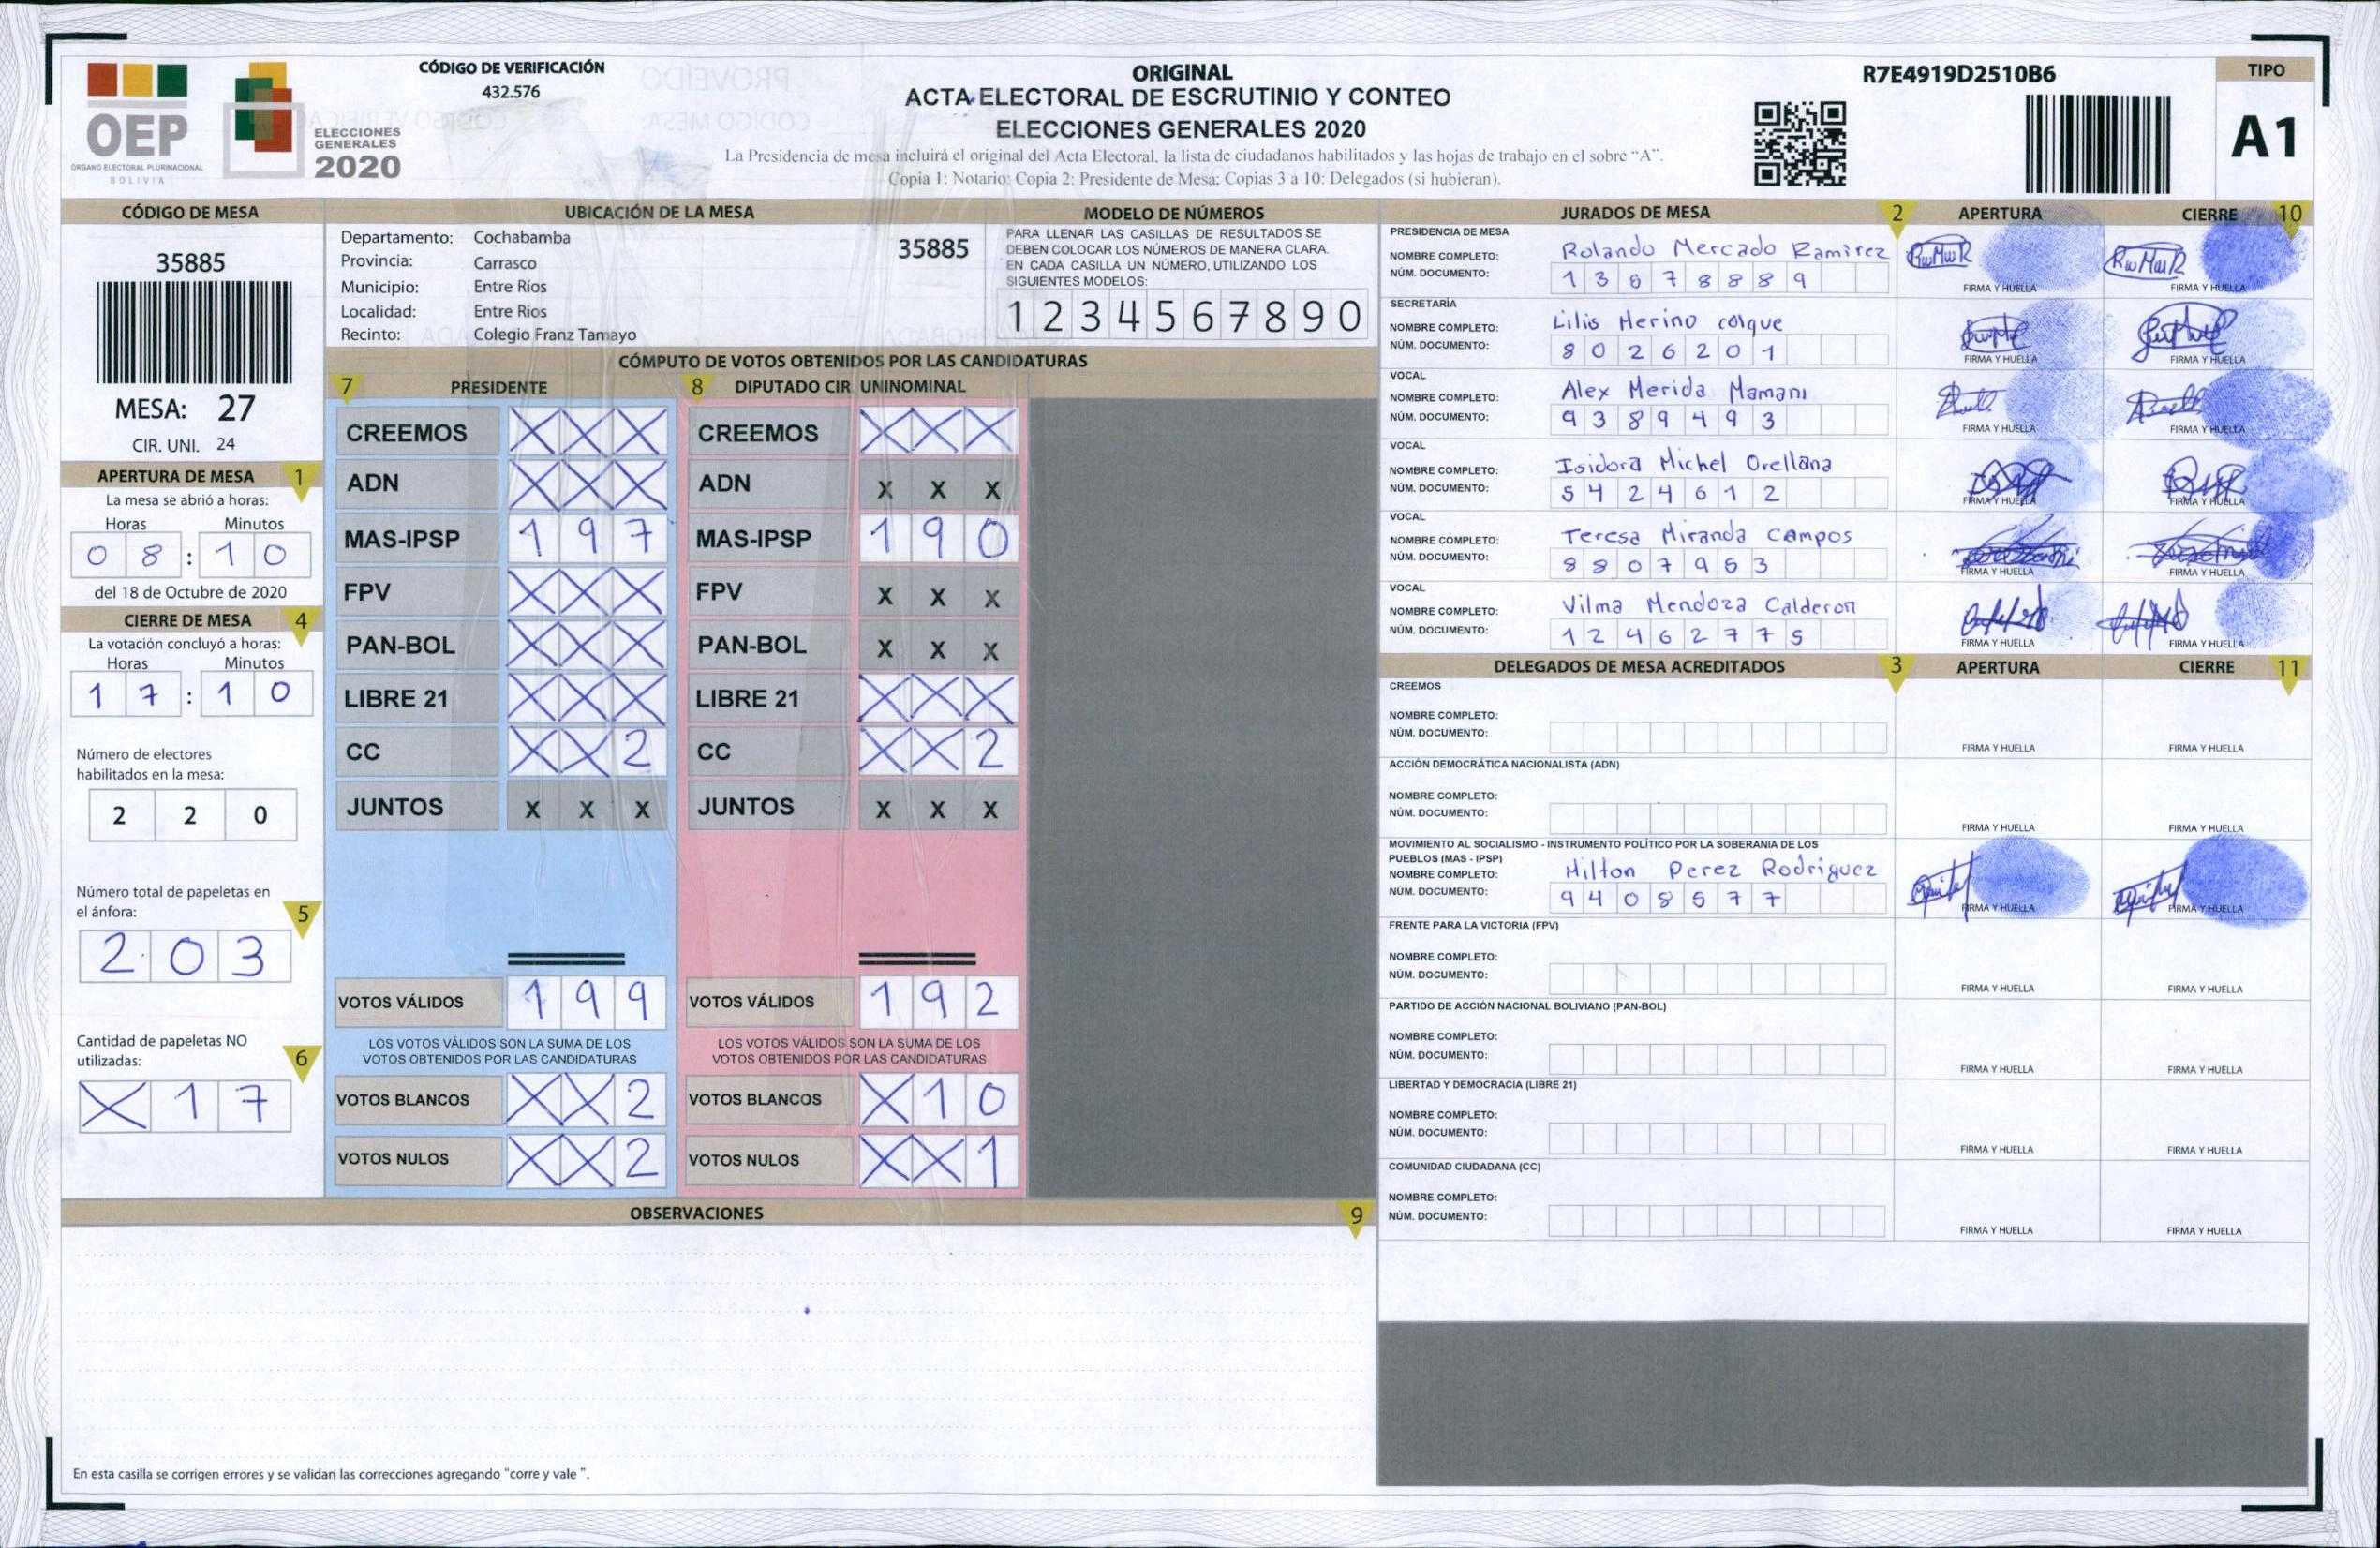 CÓDIGO DE VERIFICACIÓN
432.576
OEP
ÓRGANO ELECTORAL PLURINACIONAL
BOLIVIA
ELECCIONES
GENERALES
2020
ORIGINAL
ACTA ELECTORAL DE ESCRUTINIO Y CONTEO
ELECCIONES GENERALES 2020
La Presidencia de mesa incluirá el original del Acta Electoral, la lista de ciudadanos habilitados y las hojas de trabajo en el sobre "A".
Copia 1: Notario; Copia 2: Presidente de Mesa; Copias 3 a 10: Delegados (si hubieran).
R7E4919D2510B6
TIPO
A1
CÓDIGO DE MESA
35885
MESA: 27
CIR. UNI. 24
APERTURA DE MESA 1
La mesa se abrió a horas:
Horas Minutos
0 8 : 1 0
del 18 de Octubre de 2020
CIERRE DE MESA 4
La votación concluyó a horas:
Horas Minutos
1 7 : 1 0
Número de electores
habilitados en la mesa:
2 2 0
Número total de papeletas en
el ánfora: 5
2 0 3
Cantidad de papeletas NO
utilizadas: 6
X 1 7
UBICACIÓN DE LA MESA
Departamento: Cochabamba
Provincia: Carrasco
Municipio: Entre Ríos
Localidad: Entre Rios
Recinto: Colegio Franz Tamayo
35885
MODELO DE NÚMEROS
PARA LLENAR LAS CASILLAS DE RESULTADOS SE
DEBEN COLOCAR LOS NÚMEROS DE MANERA CLARA.
EN CADA CASILLA UN NÚMERO, UTILIZANDO LOS
SIGUIENTES MODELOS:
1 2 3 4 5 6 7 8 9 0
CÓMPUTO DE VOTOS OBTENIDOS POR LAS CANDIDATURAS
7 PRESIDENTE
CREEMOS X X X
ADN X X X
MAS-IPSP 1 9 7
FPV X X X
PAN-BOL X X X
LIBRE 21 X X X
CC X X 2
JUNTOS X X X
VOTOS VÁLIDOS 1 9 9
LOS VOTOS VÁLIDOS SON LA SUMA DE LOS
VOTOS OBTENIDOS POR LAS CANDIDATURAS
VOTOS BLANCOS X X 2
VOTOS NULOS X X 2
8 DIPUTADO CIR. UNINOMINAL
CREEMOS X X X
ADN X X X
MAS-IPSP 1 9 0
FPV X X X
PAN-BOL X X X
LIBRE 21 X X X
CC X X 2
JUNTOS X X X
VOTOS VÁLIDOS 1 9 2
LOS VOTOS VÁLIDOS SON LA SUMA DE LOS
VOTOS OBTENIDOS POR LAS CANDIDATURAS
VOTOS BLANCOS X 1 0
VOTOS NULOS X X 1
OBSERVACIONES 9
En esta casilla se corrigen errores y se validan las correcciones agregando "corre y vale ".
JURADOS DE MESA 2 APERTURA CIERRE 10
PRESIDENCIA DE MESA
NOMBRE COMPLETO: Rolando Mercado Ramirez
NÚM. DOCUMENTO:
FIRMA Y HUELLA FIRMA Y HUELLA
SECRETARÍA
NOMBRE COMPLETO: Lilis Merino colque
NÚM. DOCUMENTO: 8 0 2 6 2 0 1
FIRMA Y HUELLA FIRMA Y HUELLA
VOCAL
NOMBRE COMPLETO: Alex Merida Mamani
NÚM. DOCUMENTO: 9 3 8 9 4 9 3
FIRMA Y HUELLA FIRMA Y HUELLA
VOCAL
NOMBRE COMPLETO: Isidora Michel Orellana
NÚM. DOCUMENTO: 5 4 2 4 6 1 2
FIRMA Y HUELLA FIRMA Y HUELLA
VOCAL
NOMBRE COMPLETO: Teresa Miranda Campos
NÚM. DOCUMENTO:
FIRMA Y HUELLA FIRMA Y HUELLA
VOCAL
NOMBRE COMPLETO: Vilma Mendoza Calderon
NÚM. DOCUMENTO: 1 2 4 6 2 7 7 5
FIRMA Y HUELLA FIRMA Y HUELLA
DELEGADOS DE MESA ACREDITADOS 3 APERTURA CIERRE 11
CREEMOS
NOMBRE COMPLETO:
NÚM. DOCUMENTO:
FIRMA Y HUELLA FIRMA Y HUELLA
ACCIÓN DEMOCRÁTICA NACIONALISTA (ADN)
NOMBRE COMPLETO:
NÚM. DOCUMENTO:
FIRMA Y HUELLA FIRMA Y HUELLA
MOVIMIENTO AL SOCIALISMO - INSTRUMENTO POLÍTICO POR LA SOBERANIA DE LOS
PUEBLOS (MAS - IPSP)
NOMBRE COMPLETO: Milton Perez Rodriguez
NÚM. DOCUMENTO:
FIRMA Y HUELLA FIRMA Y HUELLA
FRENTE PARA LA VICTORIA (FPV)
NOMBRE COMPLETO:
NÚM. DOCUMENTO:
FIRMA Y HUELLA FIRMA Y HUELLA
PARTIDO DE ACCIÓN NACIONAL BOLIVIANO (PAN-BOL)
NOMBRE COMPLETO:
NÚM. DOCUMENTO:
FIRMA Y HUELLA FIRMA Y HUELLA
LIBERTAD Y DEMOCRACIA (LIBRE 21)
NOMBRE COMPLETO:
NÚM. DOCUMENTO:
FIRMA Y HUELLA FIRMA Y HUELLA
COMUNIDAD CIUDADANA (CC)
NOMBRE COMPLETO:
NÚM. DOCUMENTO:
FIRMA Y HUELLA FIRMA Y HUELLA